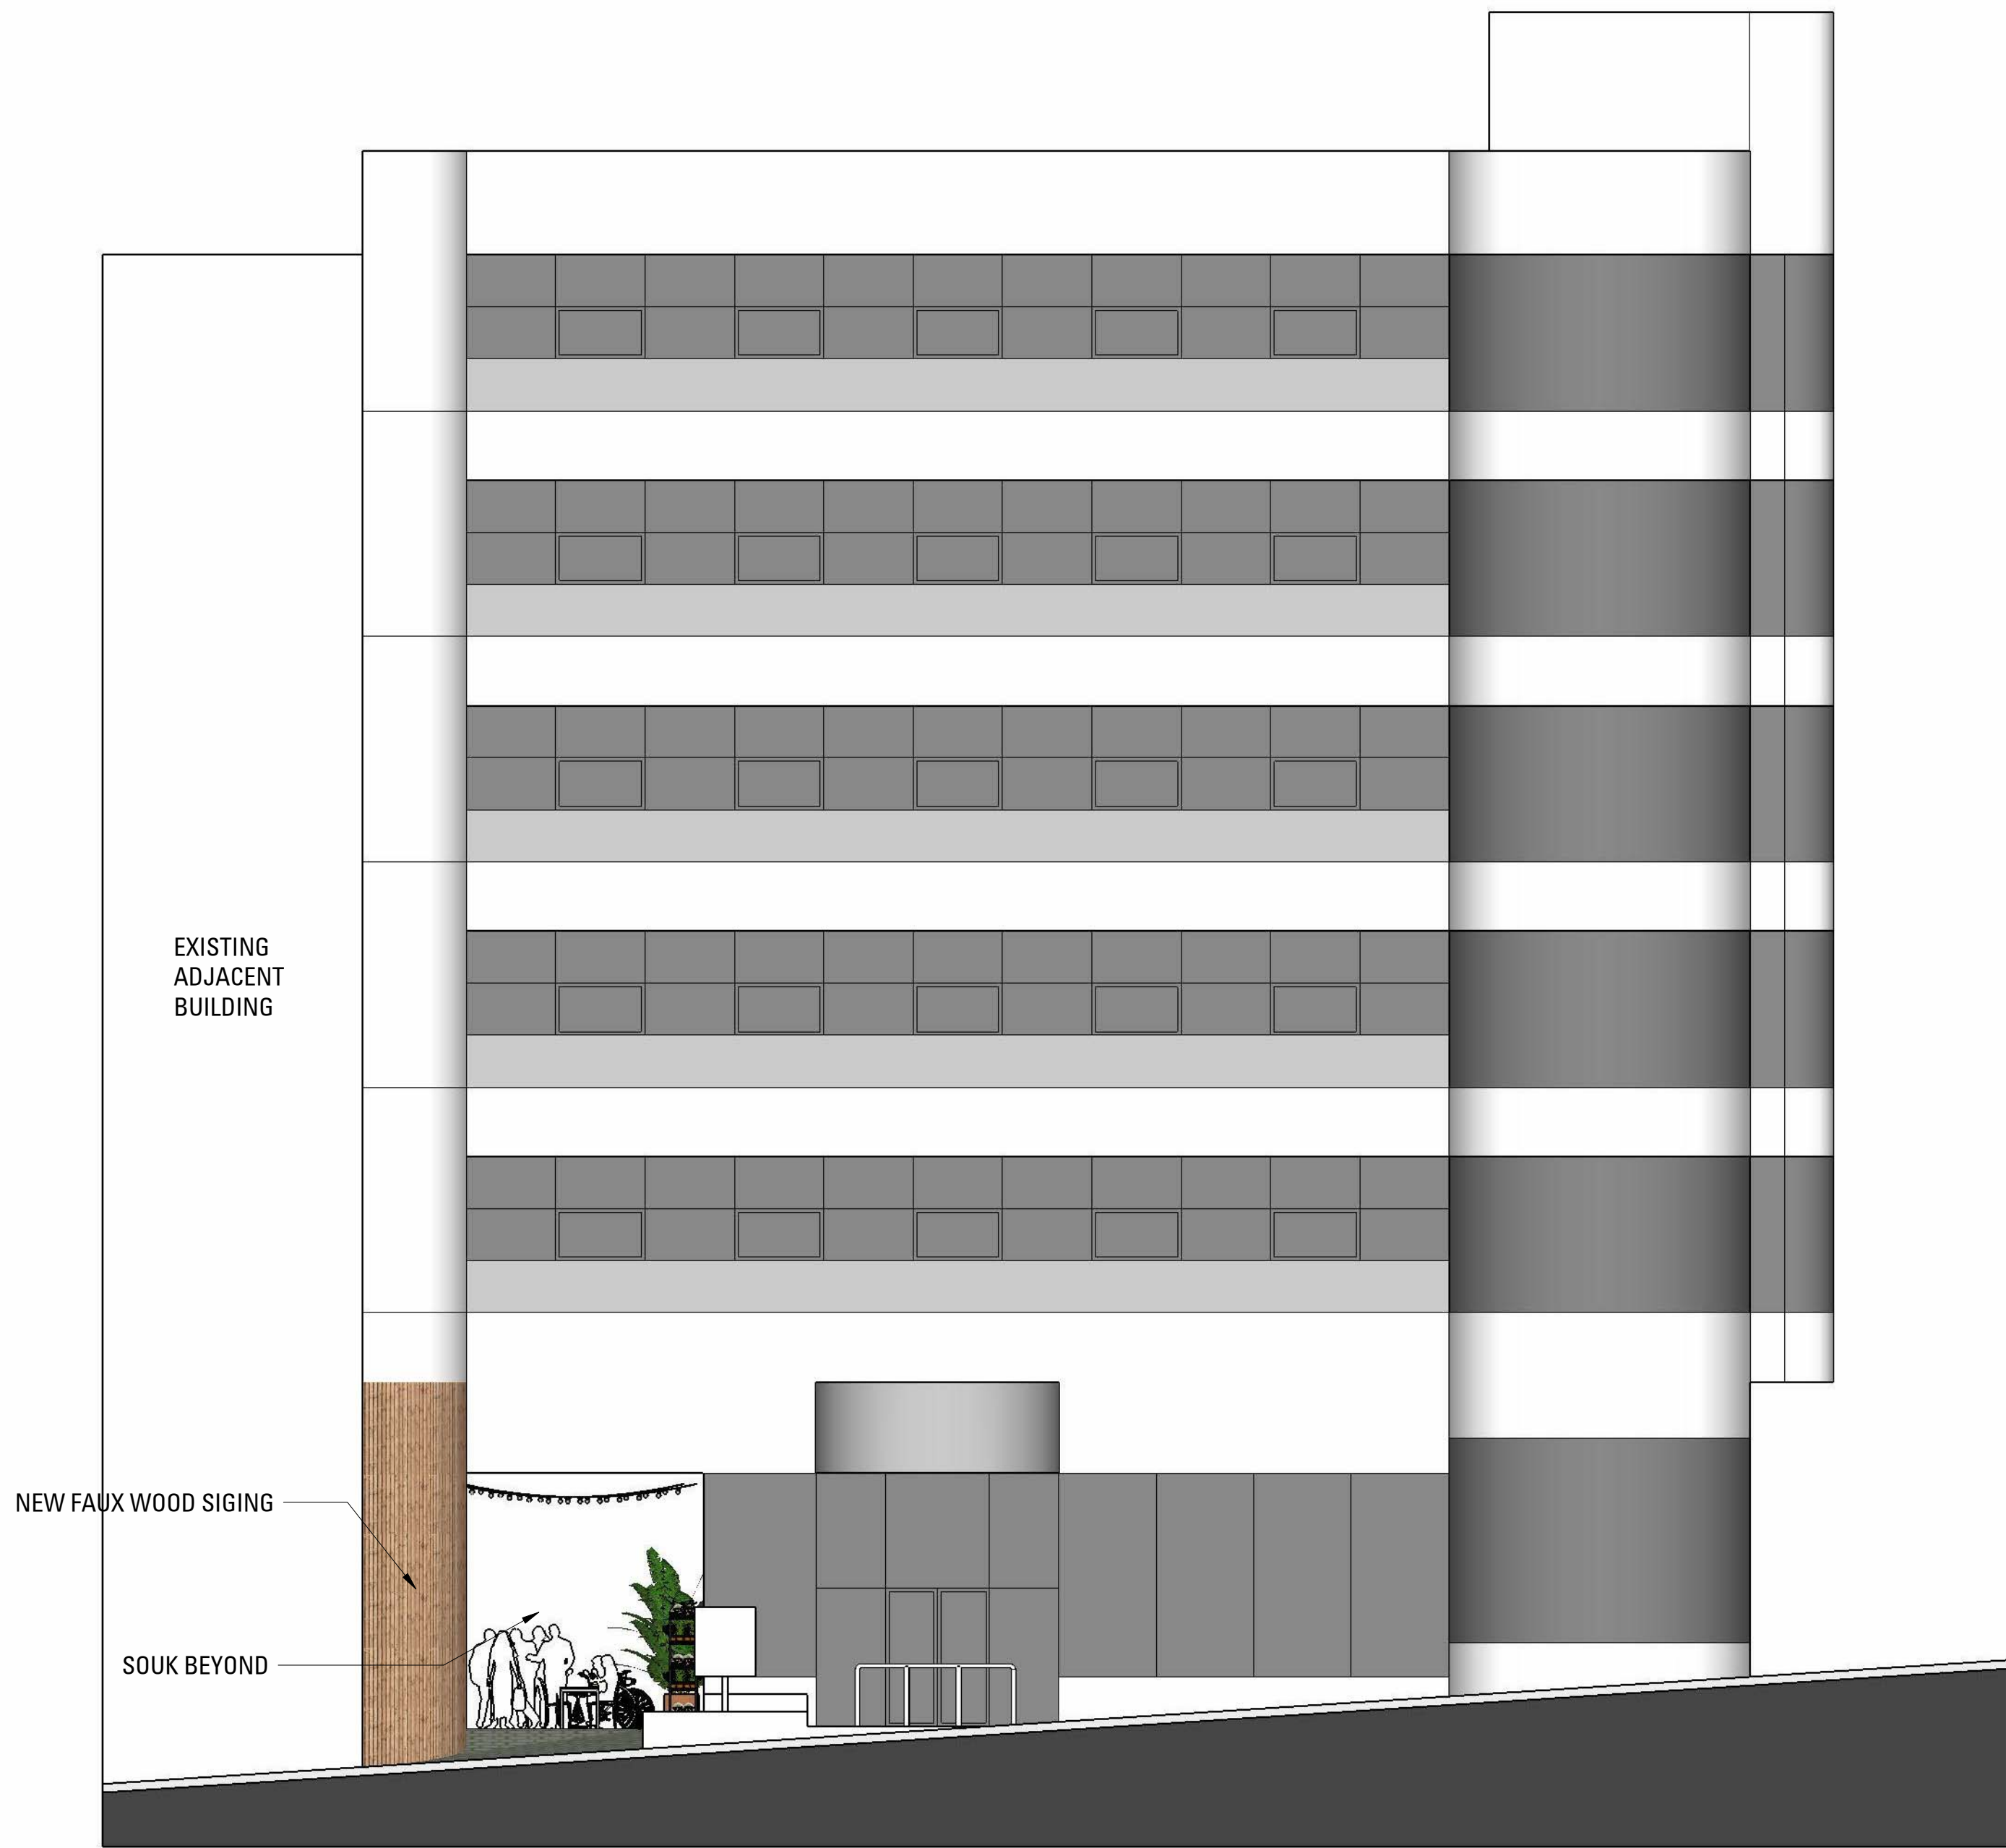 EXISTING
ADJACENT
BUILDING
NEW FAUX WOOD SIGING
SOUK BEYOND